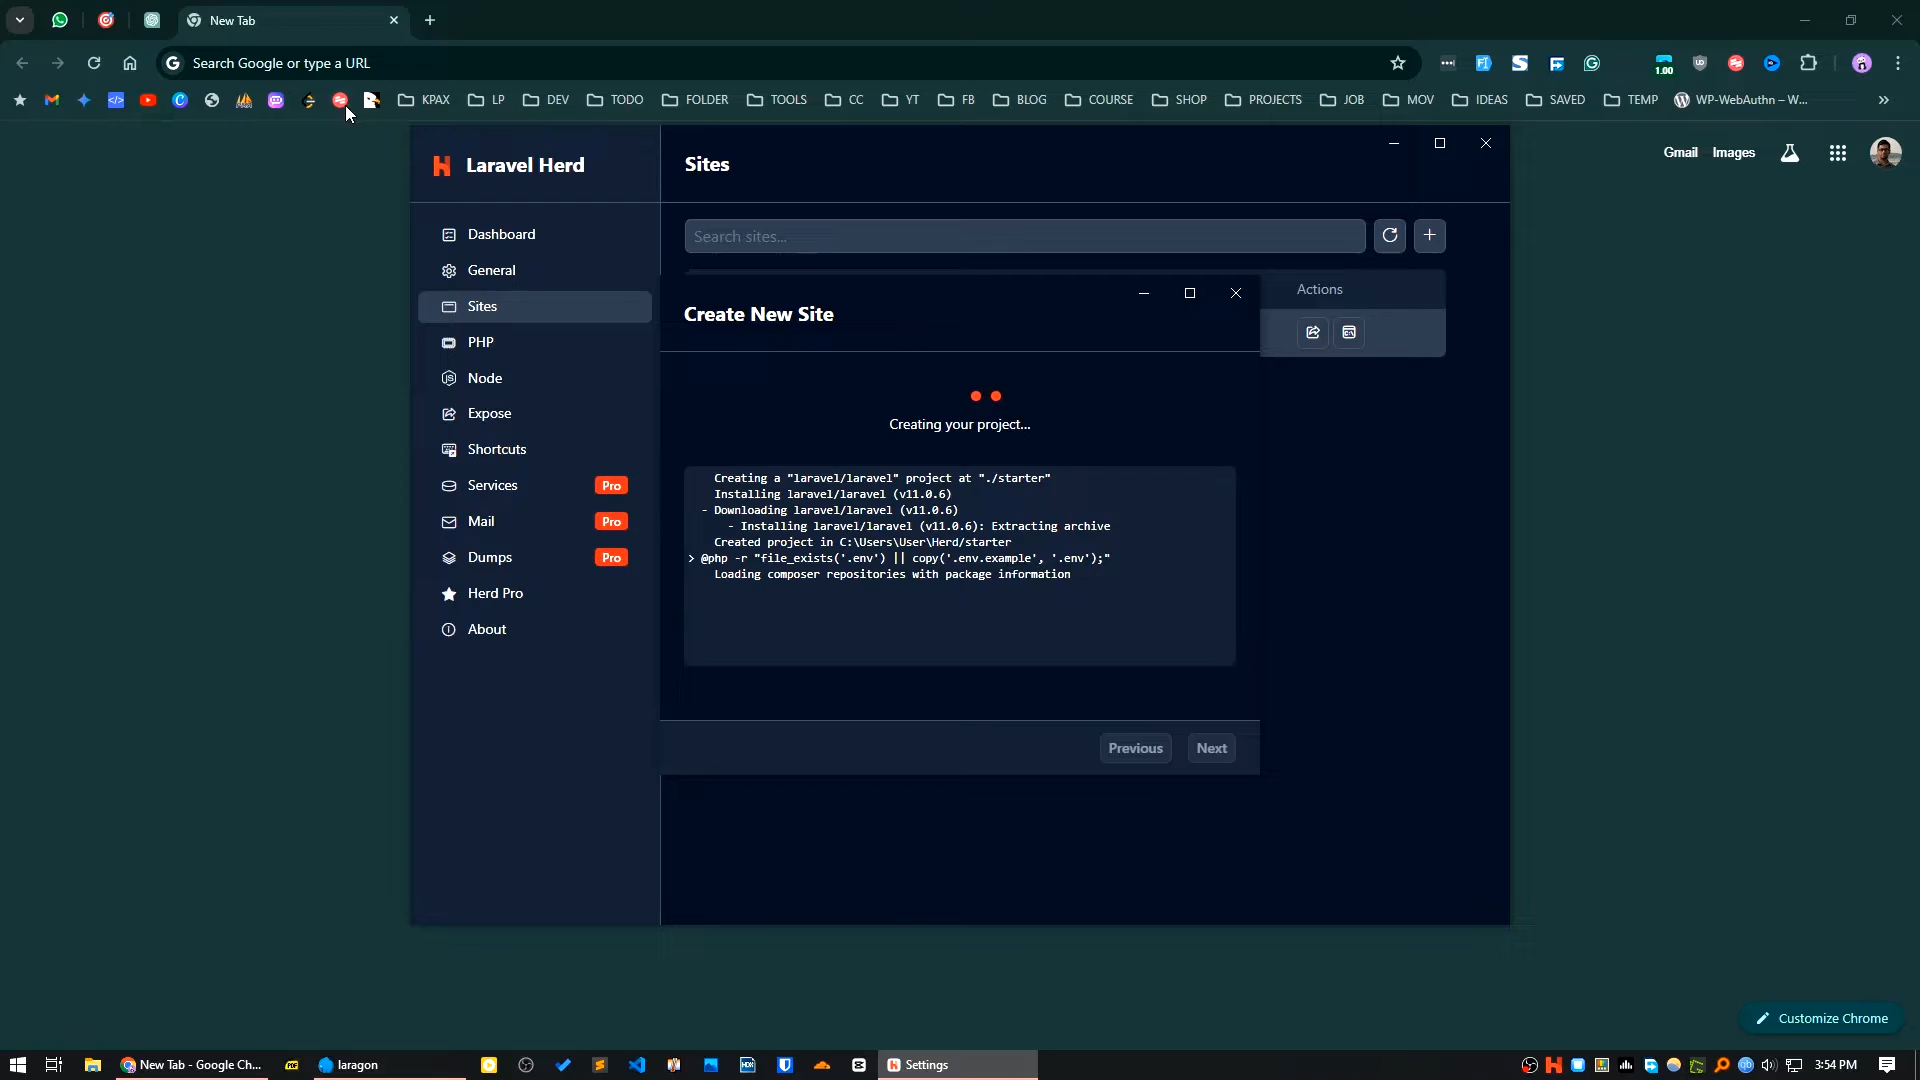 New Tab
Search Google or type a URL
1.00
KPAX
LP
DEV
TODO
FOLDER
TOOLS
CC
YT
FB
BLOG
COURSE
SHOP
PROJECTS
JOB
MOV
IDEAS
SAVED
TEMP
WP-WebAuthn – W...
Gmail
Images
Laravel Herd
Dashboard
General
Sites
PHP
Node
Expose
Shortcuts
Services Pro
Mail Pro
Dumps Pro
Herd Pro
About
Sites
Search sites...
Actions
Create New Site
Creating your project...
Creating a "laravel/laravel" project at "./starter"
Installing laravel/laravel (v11.0.6)
- Downloading laravel/laravel (v11.0.6)
- Installing laravel/laravel (v11.0.6): Extracting archive
Created project in C:\Users\User\Herd/starter
> @php -r "file_exists('.env') || copy('.env.example', '.env');"
Loading composer repositories with package information
Previous
Next
Customize Chrome
New Tab - Google Ch...
laragon
Settings
3:54 PM